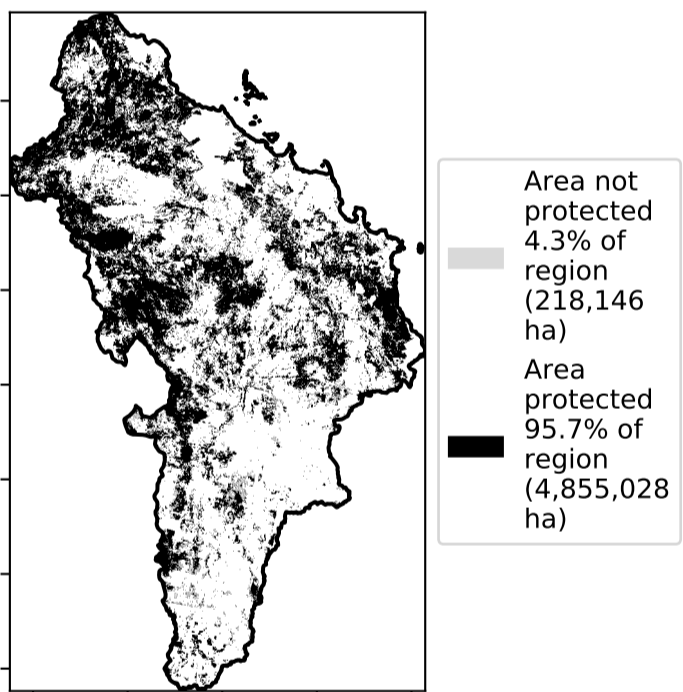 Area not
protected
4.3% of
region
(218,146
ha)
Area
protected
95.7% of
region
(4,855,028
ha)